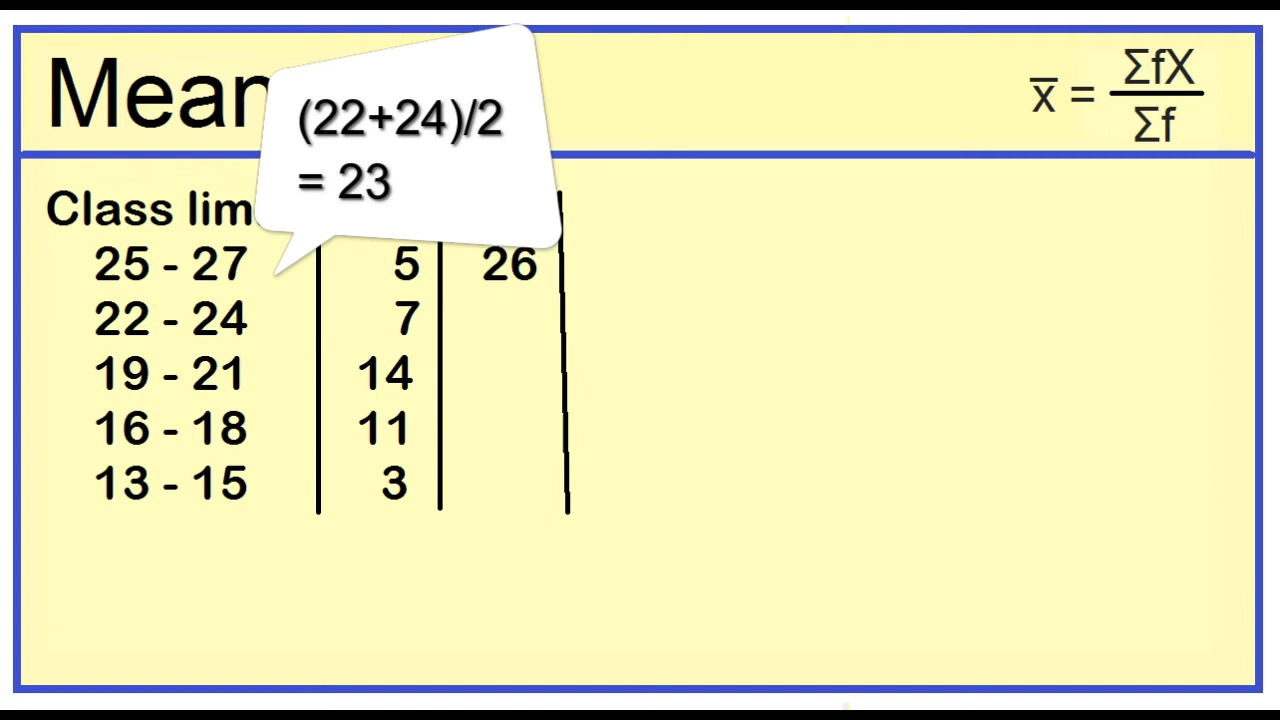 Mean
(22+24)/2
= 23
x̄ = ΣfX
Σf
Class lim
25 - 27 5 26
22 - 24 7
19 - 21 14
16 - 18 11
13 - 15 3